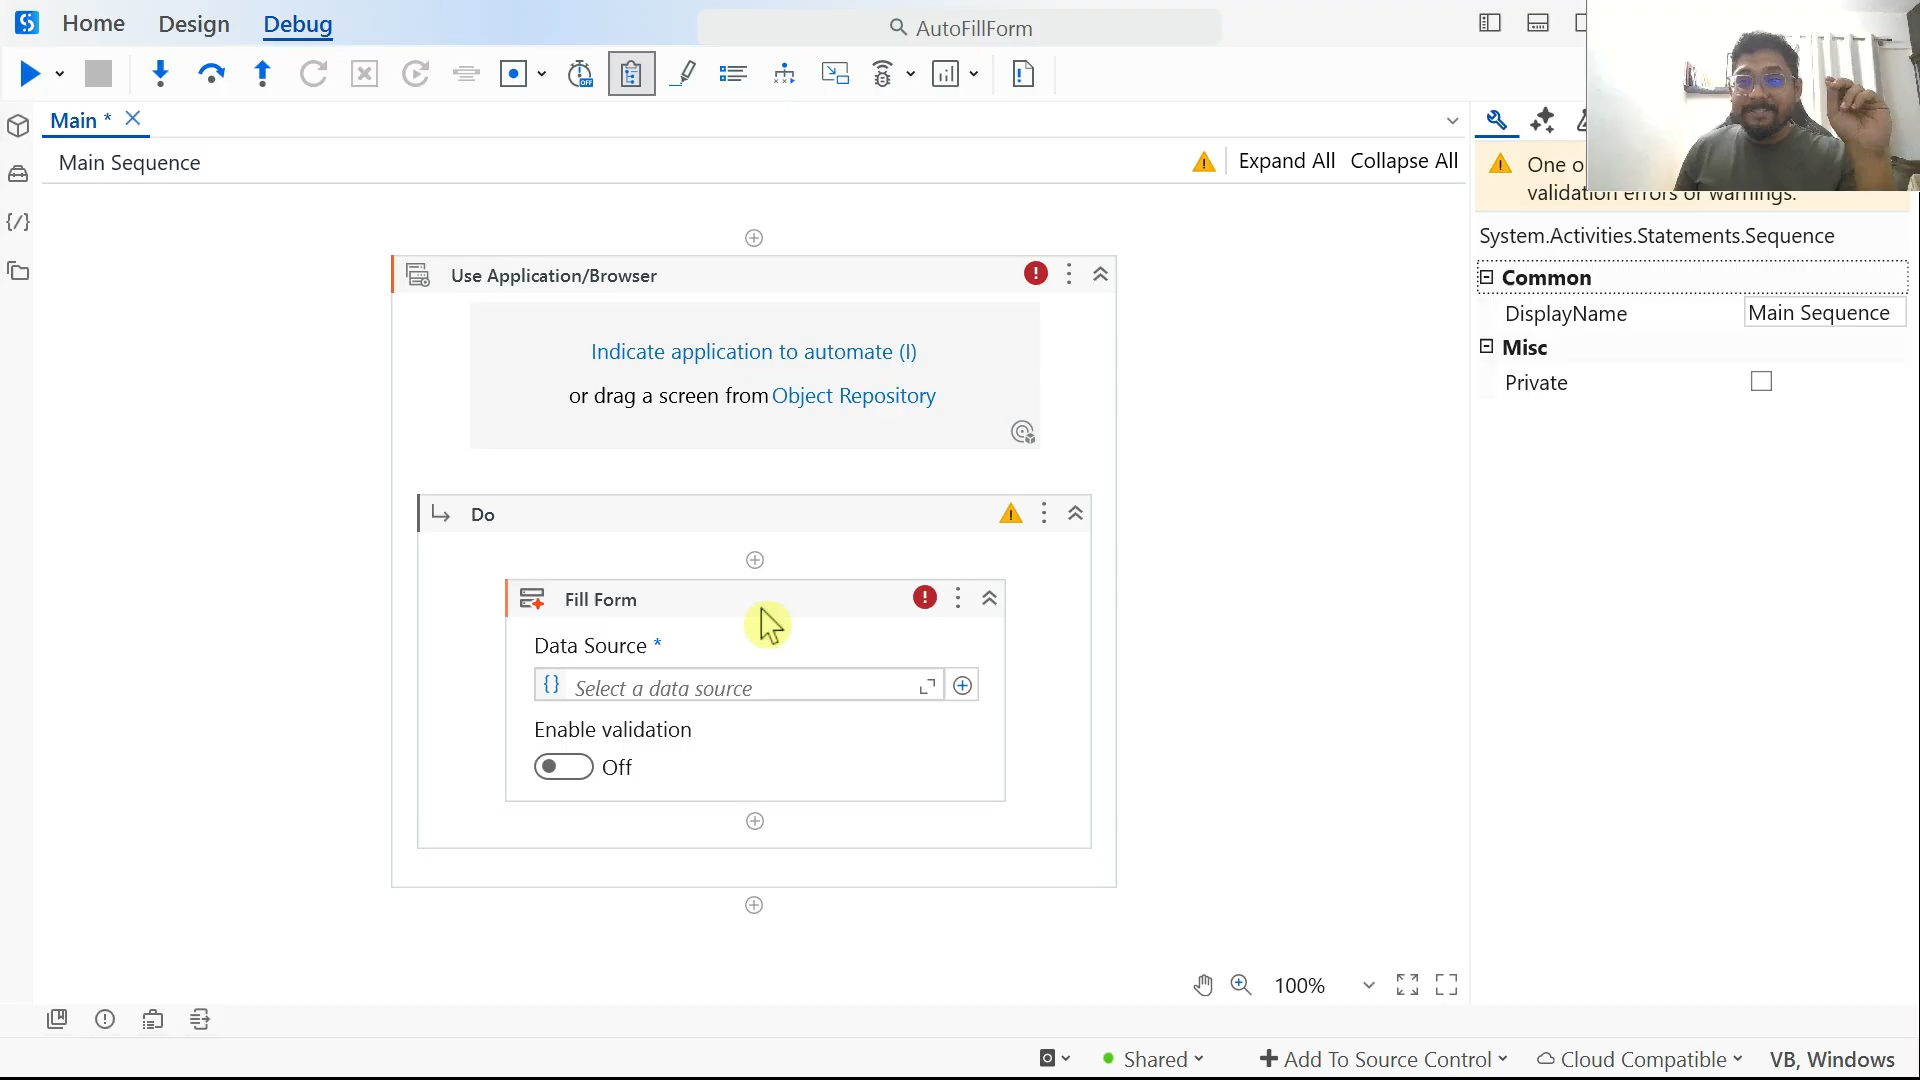 Home Design Debug
AutoFillForm
Main *
Main Sequence
Expand All Collapse All
One o
validation errors or warnings.
System.Activities.Statements.Sequence
Common
DisplayName Main Sequence
Misc
Private
Use Application/Browser
Indicate application to automate (I)
or drag a screen from Object Repository
Do
Fill Form
Data Source *
Select a data source
Enable validation
Off
100%
Shared
Add To Source Control
Cloud Compatible
VB, Windows